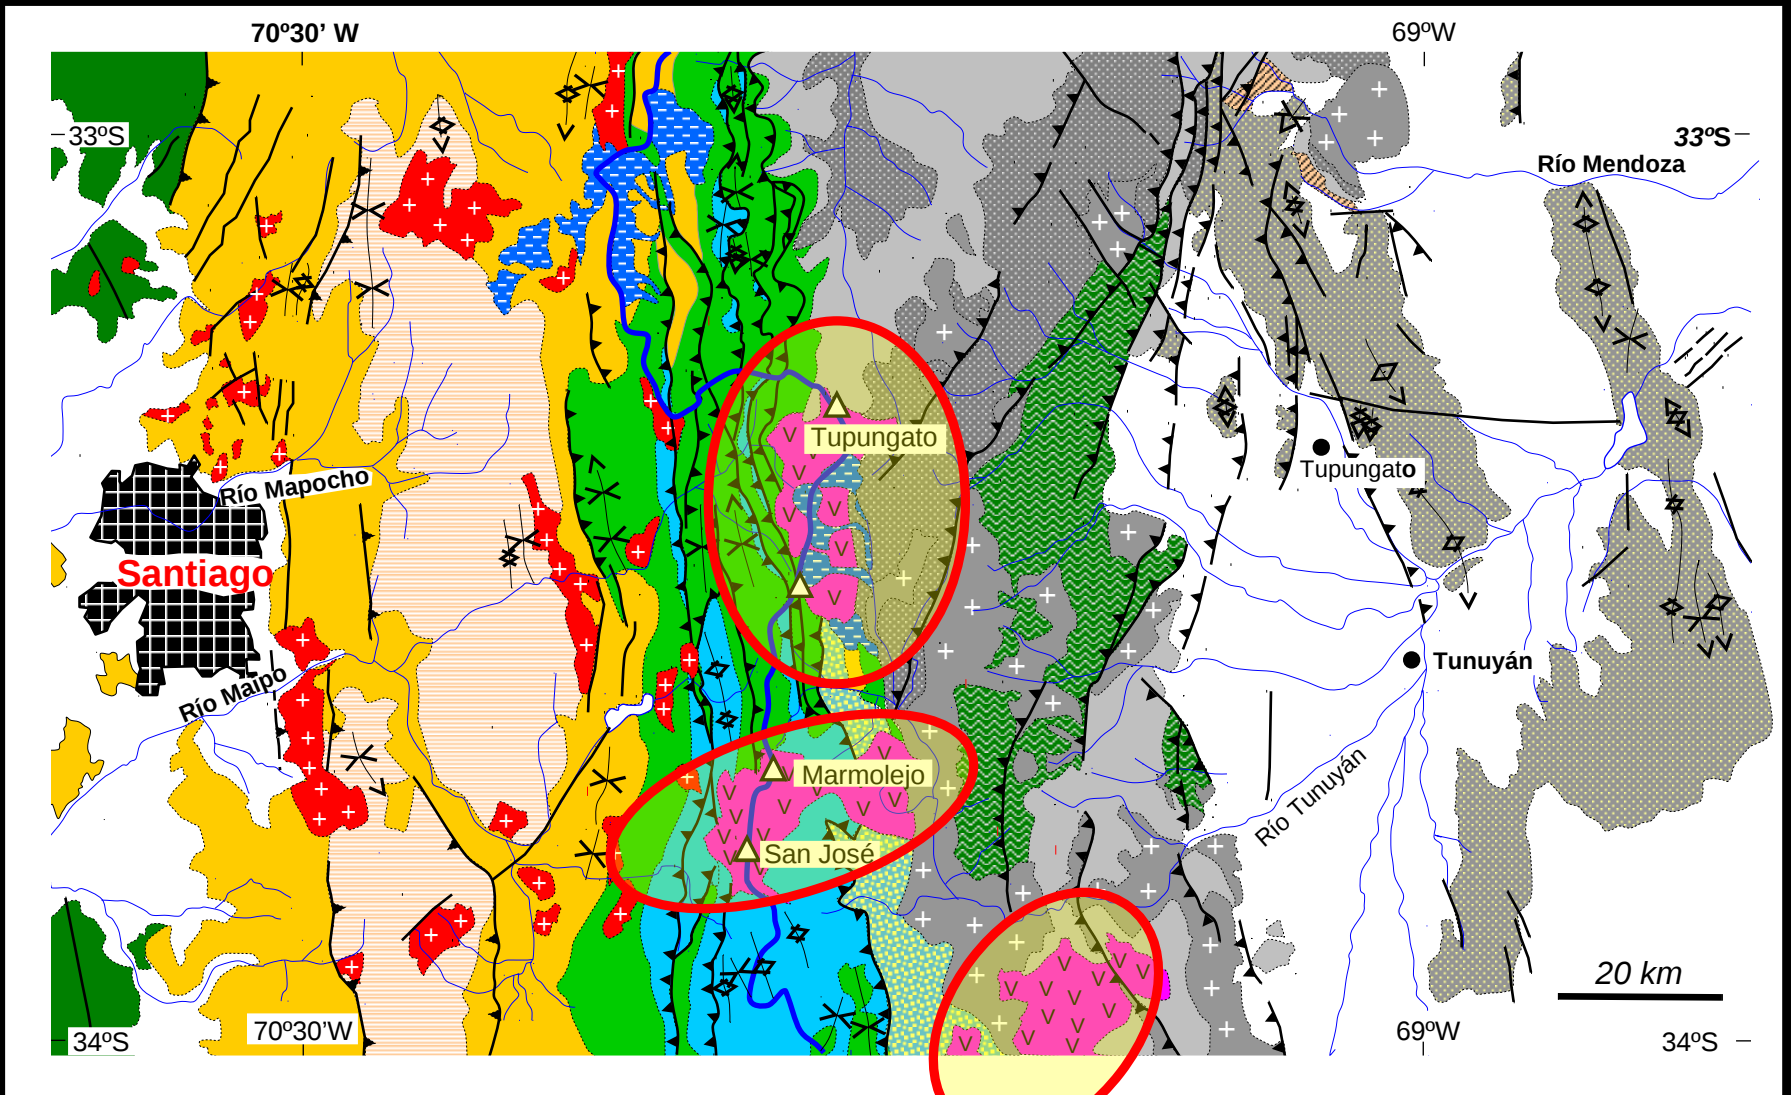 70º30’ W
69ºW
33ºS
33ºS
Río Mendoza
Tupungato
Tupungato
Río Mapocho
Santiago
Tunuyán
Río Maipo
Marmolejo
Río Tunuyán
San José
20 km
70º30’W
69ºW
34ºS
34ºS